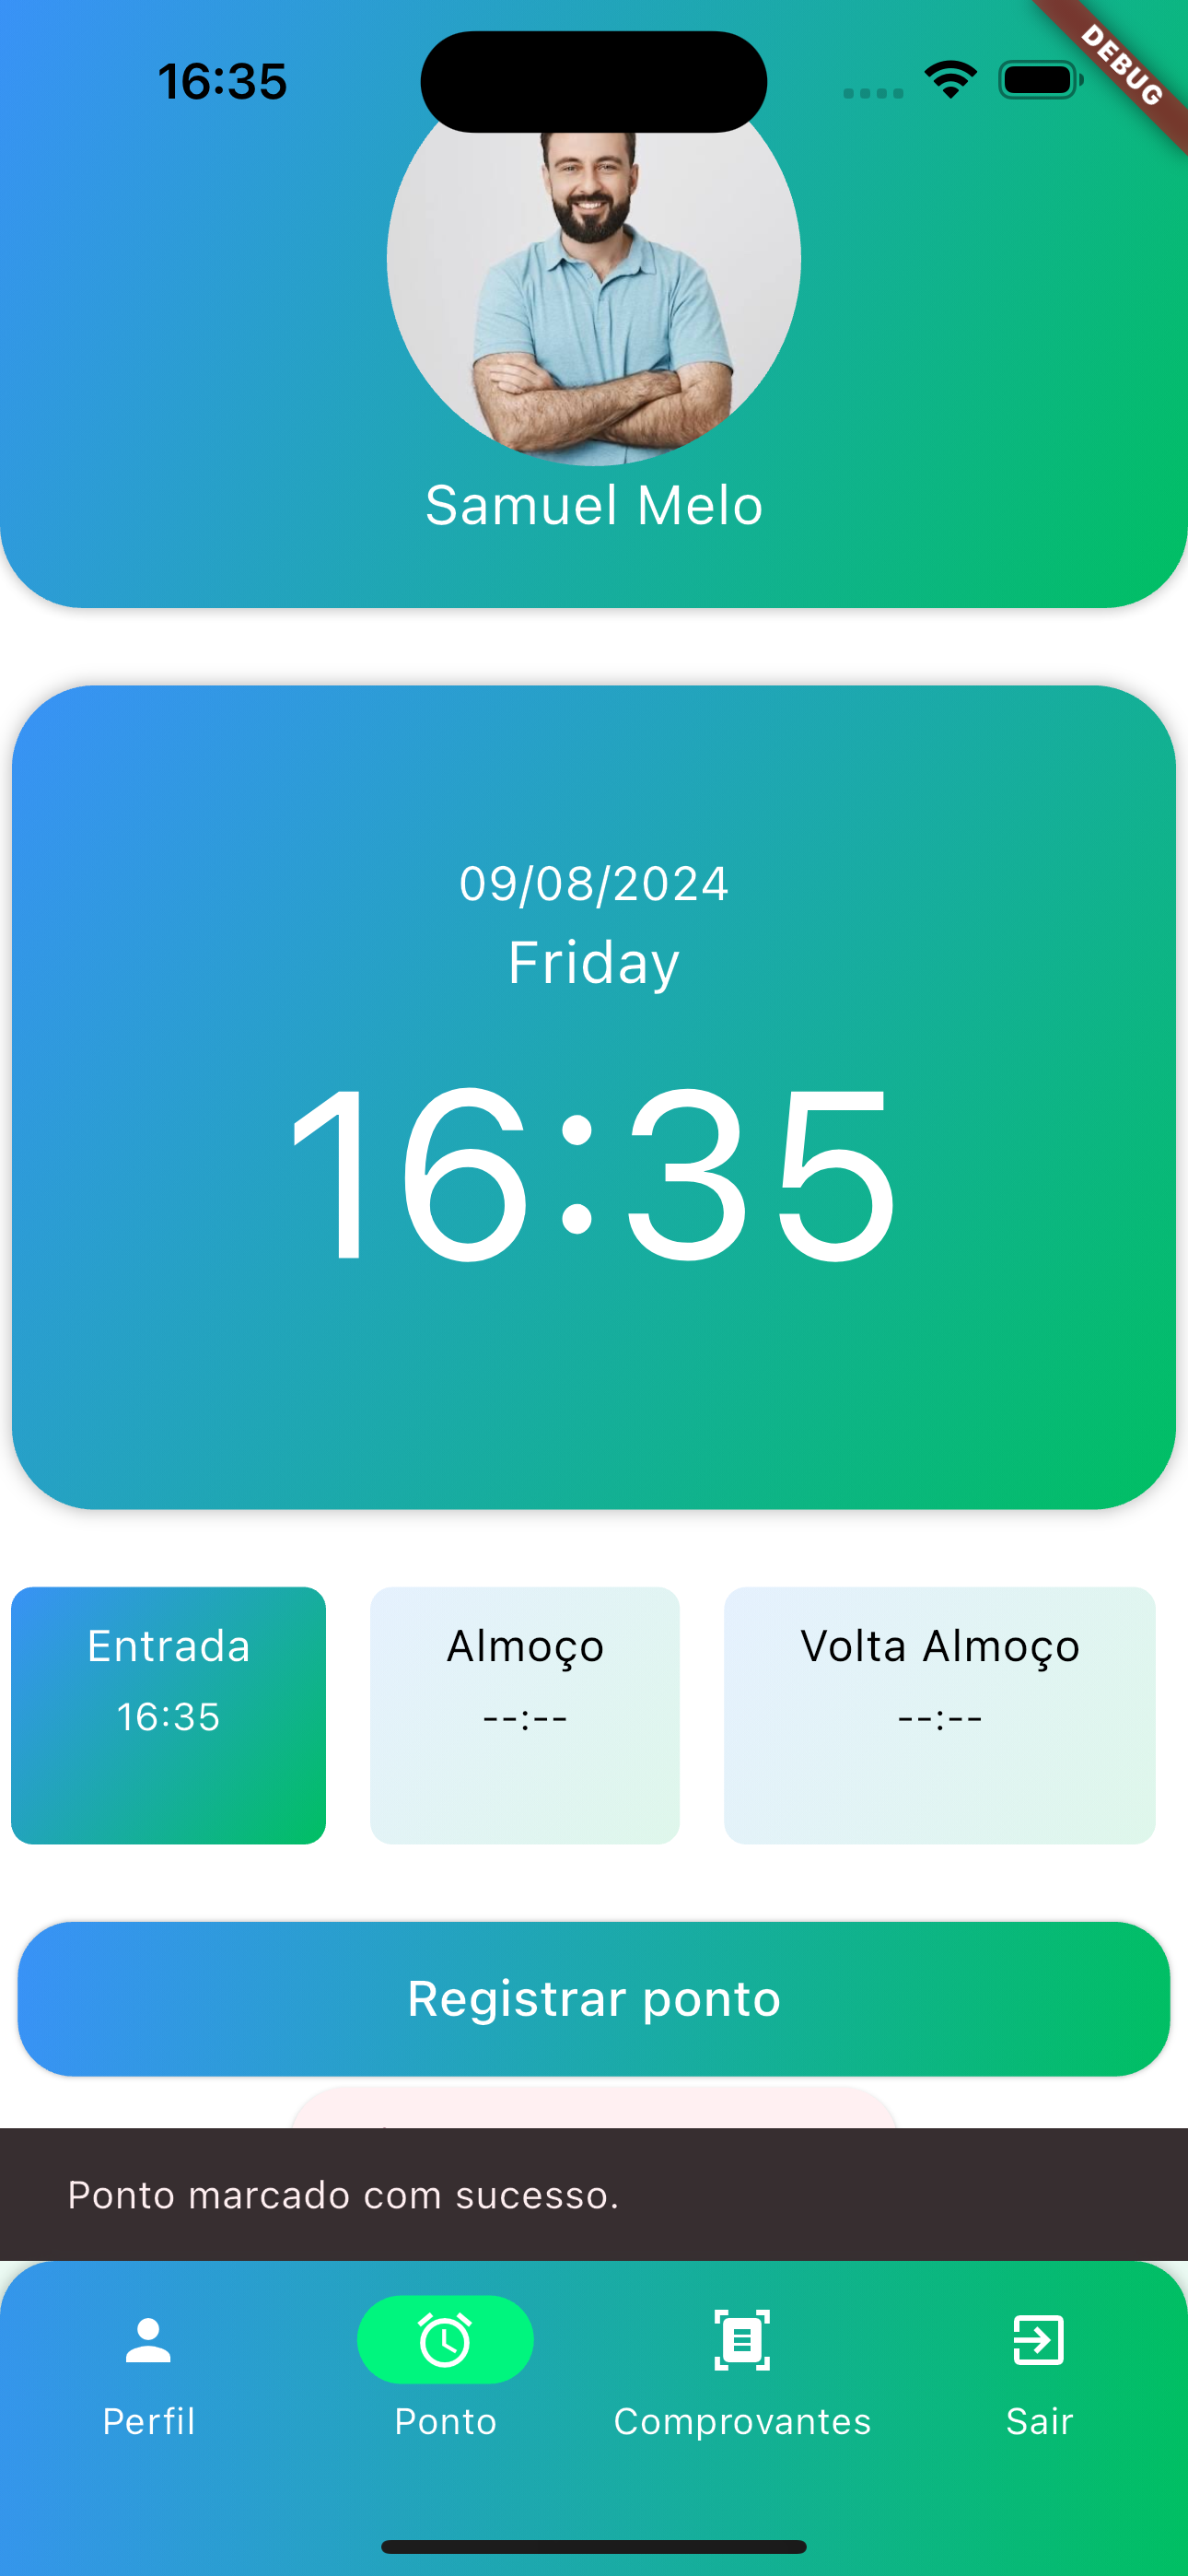 16:35
DEBUG
Samuel Melo
09/08/2024
Friday
16:35
Entrada
16:35
Almoço
--:--
Volta Almoço
--:--
Registrar ponto
Ponto marcado com sucesso.
Perfil
Ponto
Comprovantes
Sair